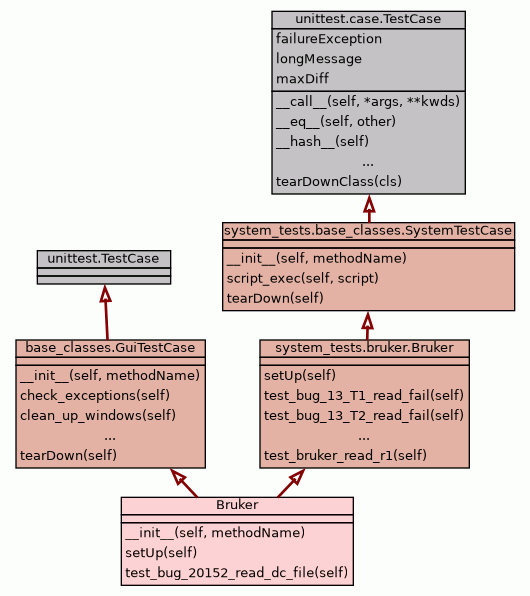 unittest.case.TestCase
failureException
longMessage
maxDiff
__call__(self, *args, **kwds)
__eq__(self, other)
__hash__(self)
...
tearDownClass(cls)
system_tests.base_classes.SystemTestCase
__init__(self, methodName)
script_exec(self, script)
tearDown(self)
unittest.TestCase
base_classes.GuiTestCase
__init__(self, methodName)
check_exceptions(self)
clean_up_windows(self)
...
tearDown(self)
system_tests.bruker.Bruker
setUp(self)
test_bug_13_T1_read_fail(self)
test_bug_13_T2_read_fail(self)
...
test_bruker_read_r1(self)
Bruker
__init__(self, methodName)
setUp(self)
test_bug_20152_read_dc_file(self)